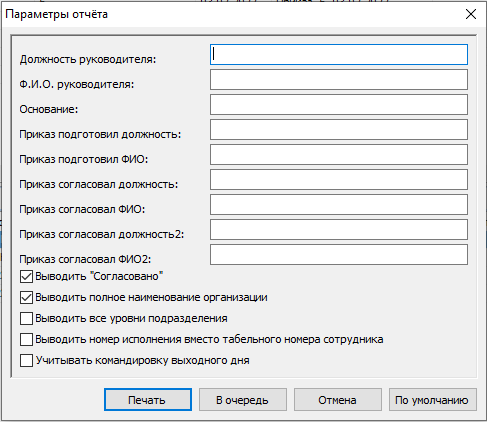 Параметры отчёта
Должность руководителя:
Ф.И.О. руководителя:
Основание:
Приказ подготовил должность:
Приказ подготовил ФИО:
Приказ согласовал должность:
Приказ согласовал ФИО:
Приказ согласовал должность2:
Приказ согласовал ФИО2:
Выводить "Согласовано"
Выводить полное наименование организации
Выводить все уровни подразделения
Выводить номер исполнения вместо табельного номера сотрудника
Учитывать командировку выходного дня
Печать В очередь Отмена По умолчанию